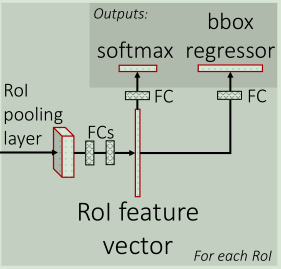 Outputs:
softmax
bbox
regressor
FC
FC
RoI
pooling
layer
FCs
RoI feature
vector
For each RoI